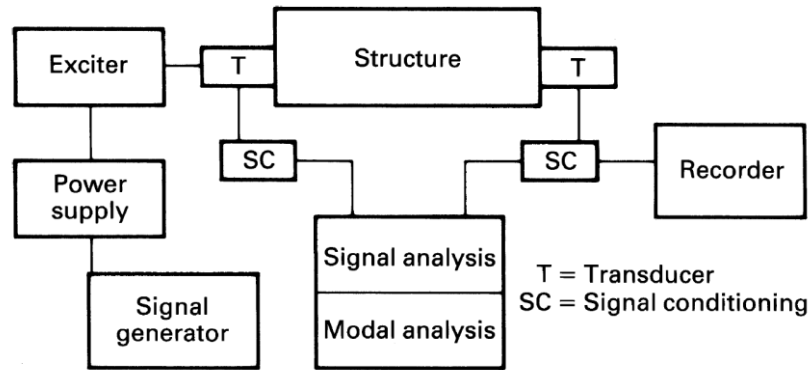 Exciter
T
Structure
T
SC
SC
Recorder
Power
supply
Signal analysis
Modal analysis
T = Transducer
SC = Signal conditioning
Signal
generator